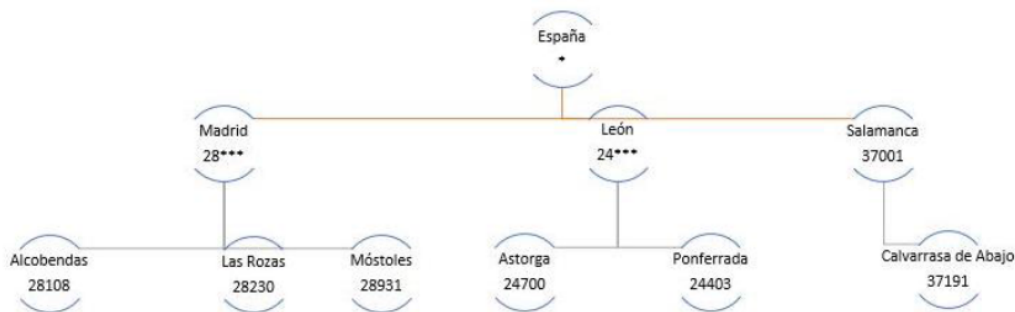 España
*
Madrid
28***
León
24***
Salamanca
37001
Alcobendas
28108
Las Rozas
28230
Móstoles
28931
Astorga
24700
Ponferrada
24403
Calvarrasa de Abajo
37191